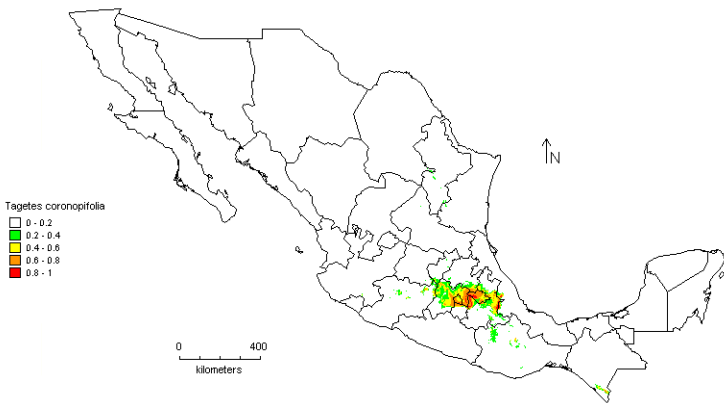 N
Tagetes coronopifolia
0 - 0.2
0.2 - 0.4
0.4 - 0.6
0.6 - 0.8
0.8 - 1
0 400
kilometers